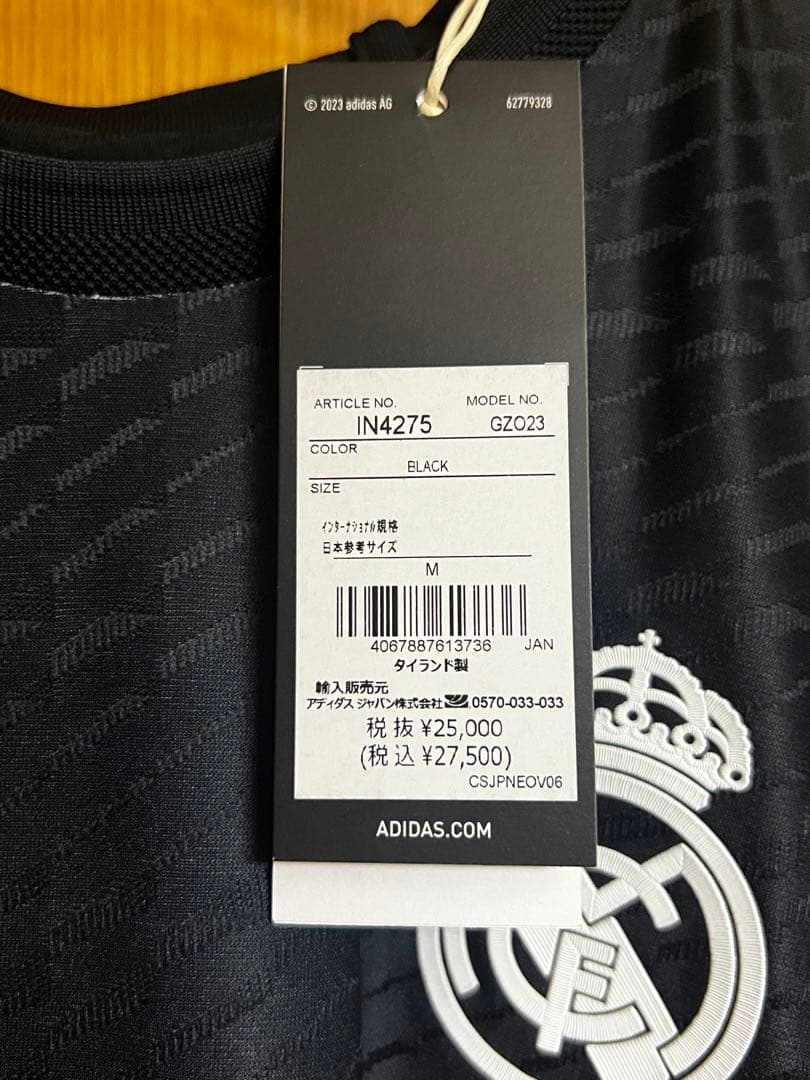 © 2023 adidas AG 62779328
ARTICLE NO. MODEL NO.
IN4275 GZO23
COLOR
BLACK
SIZE
インターナショナル規格
日本参考サイズ
M
4067887613736 JAN
タイランド製
輸入販売元
アディダス ジャパン株式会社 0570-033-033
税抜 ¥25,000
(税込 ¥27,500)
CSJPNEOV06
ADIDAS.COM